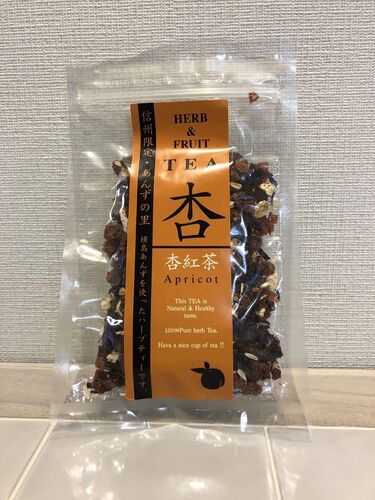 信州限定・あんずの里
横島あんずを使ったハーブティーです。
HERB
&
FRUIT
TEA
杏
杏紅茶
Apricot
This TEA is
Natural & Healthy
taste,
100%Pure herb Tea.
Hava a nice cup of tea !!